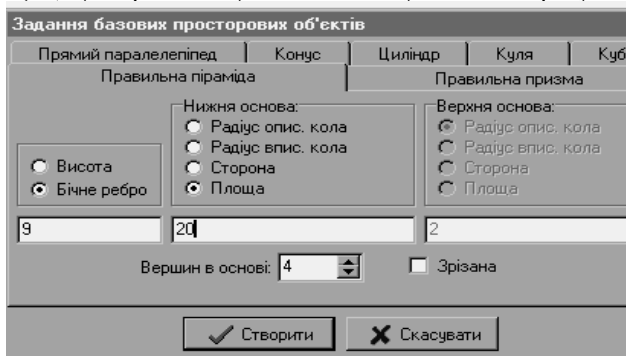 Задання базових просторових об'єктів
Прямий паралелепіпед Конус Циліндр Куля Куб
Правильна піраміда Правильна призма
Нижня основа: Верхня основа:
Радіус опис. кола Радіус опис. кола
Радіус впис. кола Радіус впис. кола
Висота Сторона Сторона
Бічне ребро Площа Площа
9 20 2
Вершин в основі: 4 Зрізана
Створити Скасувати